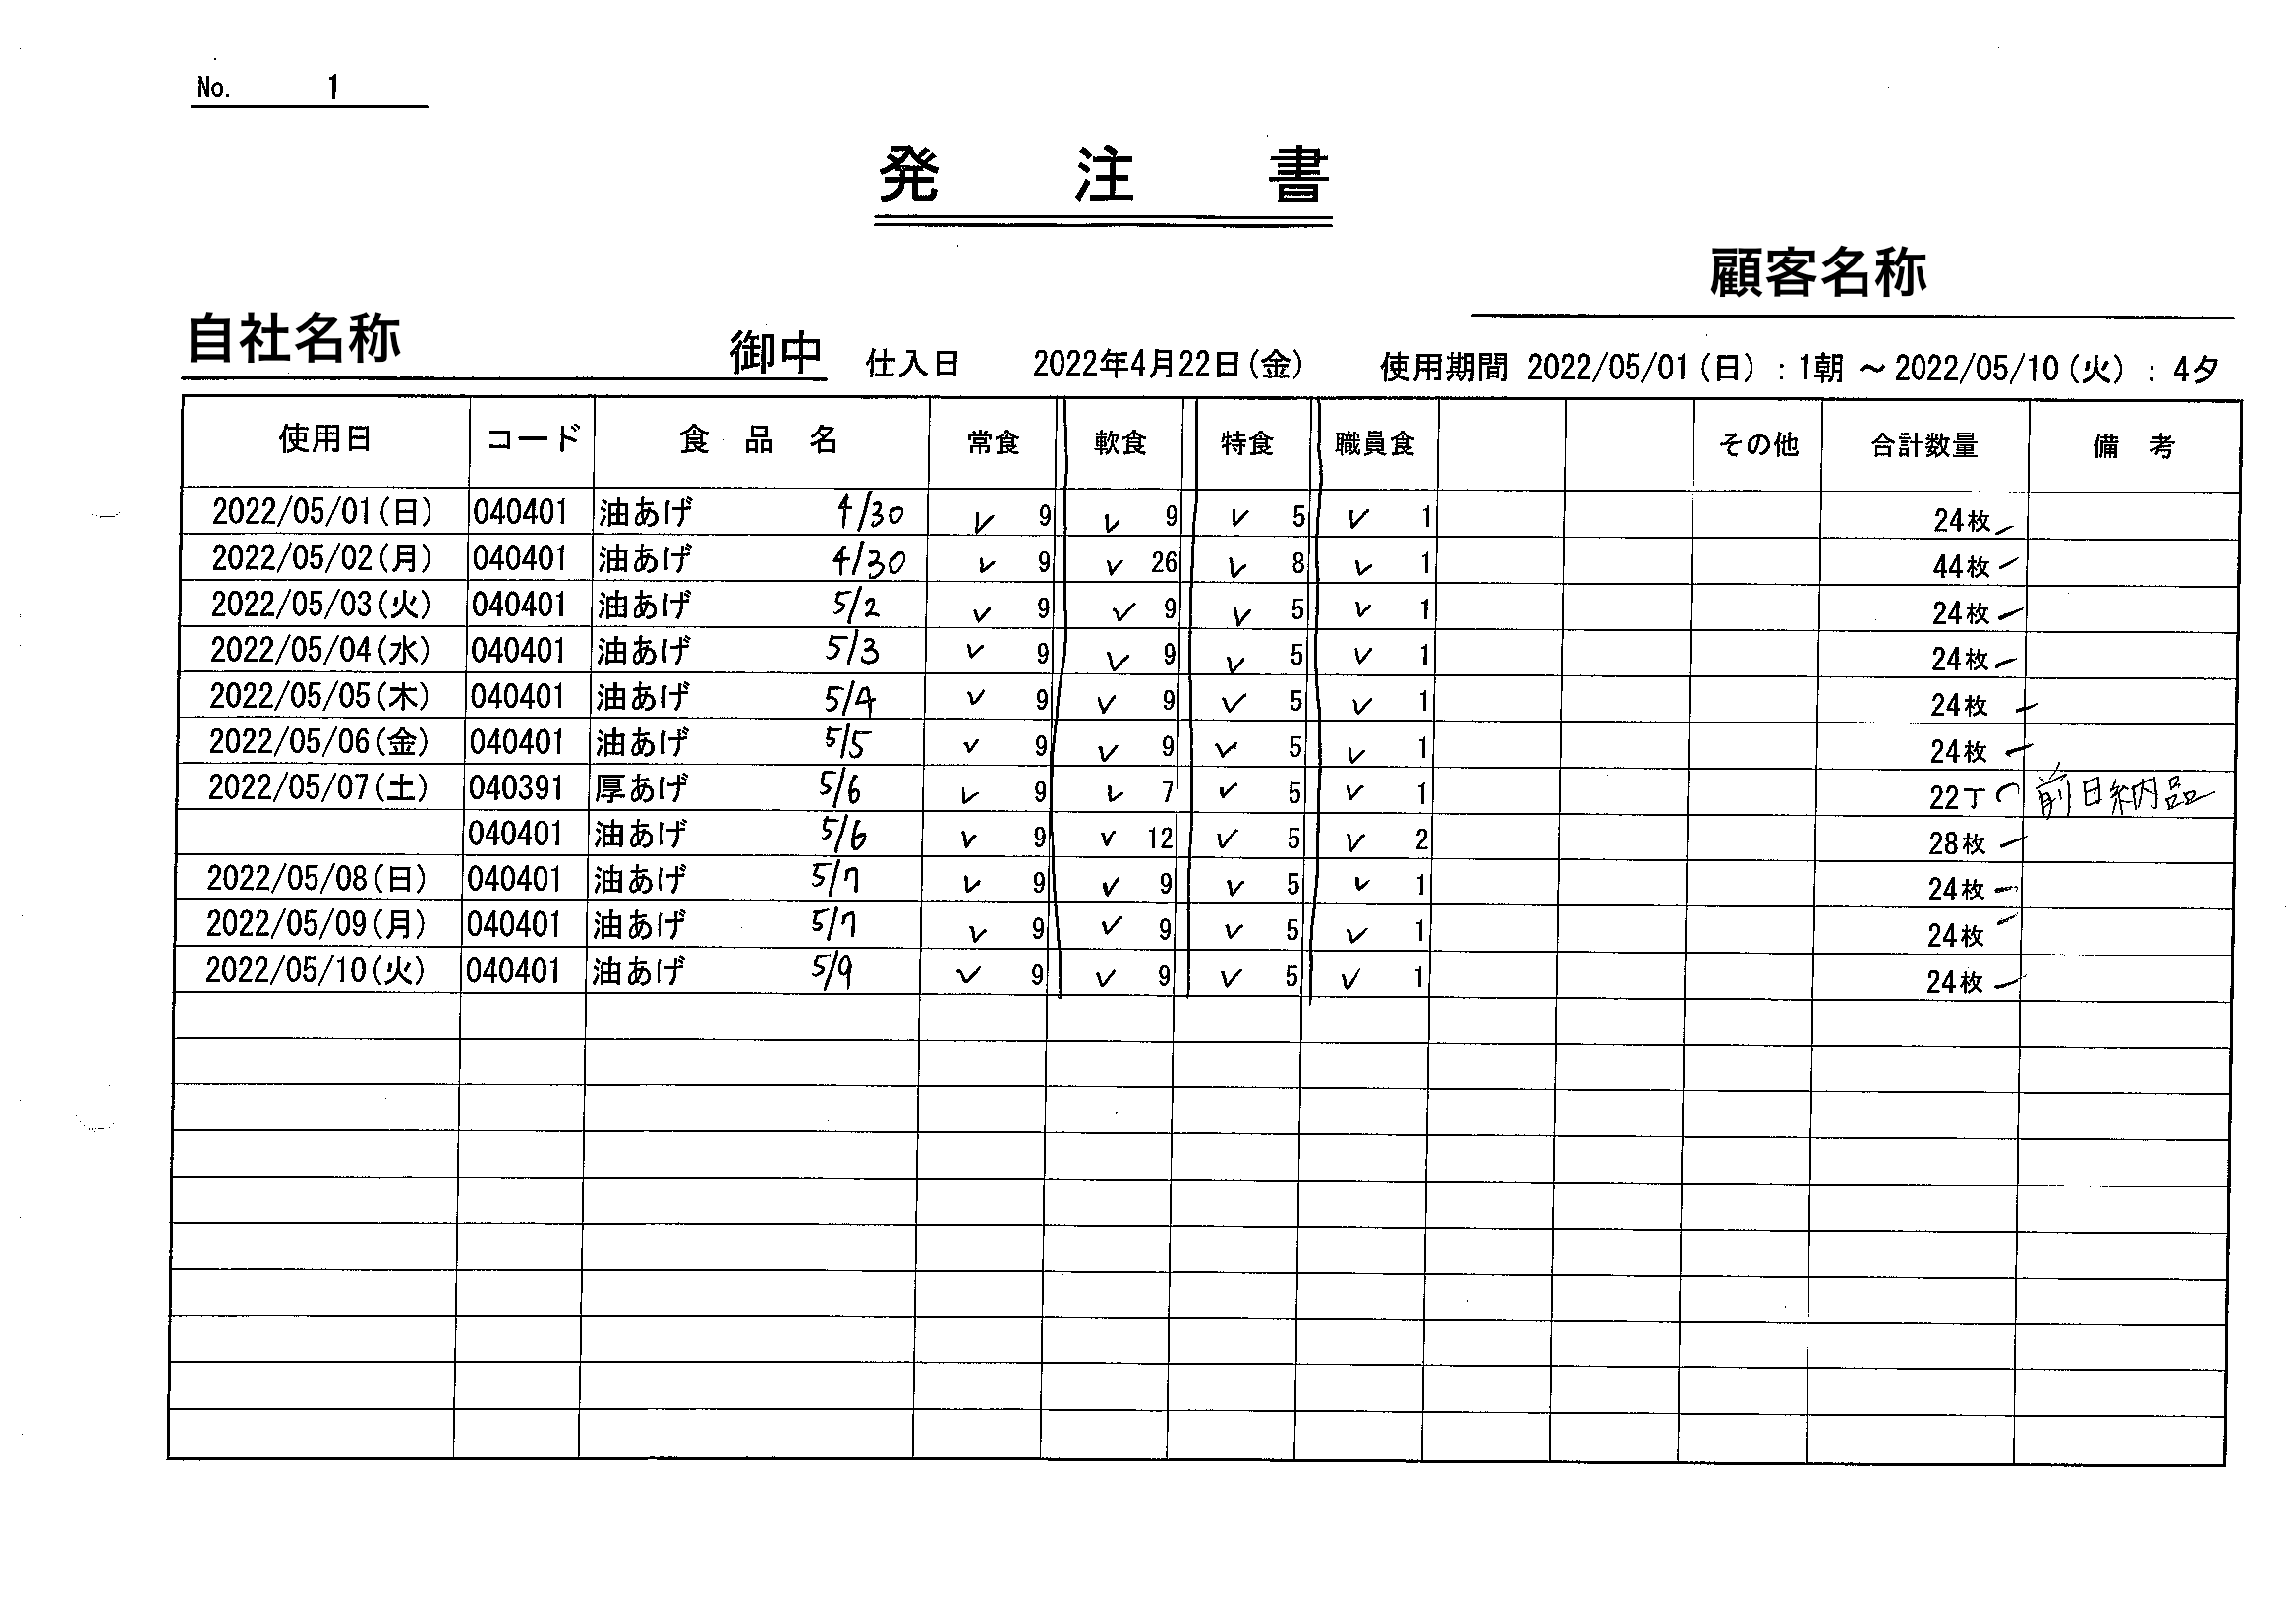 No. 1
発 注 書
顧客名称
自社名称 御中 仕入日 2022年4月22日(金) 使用期間 2022/05/01(日) : 1朝 ～ 2022/05/10(火) : 4夕
使用日 コード 食品名 常食 軟食 特食 職員食 その他 合計数量 備考
2022/05/01(日) 040401 油あげ 4/30 ✓ 9 ✓ 9 ✓ 5 ✓ 1 24枚
2022/05/02(月) 040401 油あげ 4/30 ✓ 9 ✓ 26 ✓ 8 ✓ 1 44枚
2022/05/03(火) 040401 油あげ 5/2 ✓ 9 ✓ 9 ✓ 5 ✓ 1 24枚
2022/05/04(水) 040401 油あげ 5/3 ✓ 9 ✓ 9 ✓ 5 ✓ 1 24枚
2022/05/05(木) 040401 油あげ 5/4 ✓ 9 ✓ 9 ✓ 5 ✓ 1 24枚
2022/05/06(金) 040401 油あげ 5/5 ✓ 9 ✓ 9 ✓ 5 ✓ 1 24枚
2022/05/07(土) 040391 厚あげ 5/6 ✓ 9 ✓ 7 ✓ 5 ✓ 1 22丁 前日納品
040401 油あげ 5/6 ✓ 9 ✓ 12 ✓ 5 ✓ 2 28枚
2022/05/08(日) 040401 油あげ 5/7 ✓ 9 ✓ 9 ✓ 5 ✓ 1 24枚
2022/05/09(月) 040401 油あげ 5/7 ✓ 9 ✓ 9 ✓ 5 ✓ 1 24枚
2022/05/10(火) 040401 油あげ 5/9 ✓ 9 ✓ 9 ✓ 5 ✓ 1 24枚